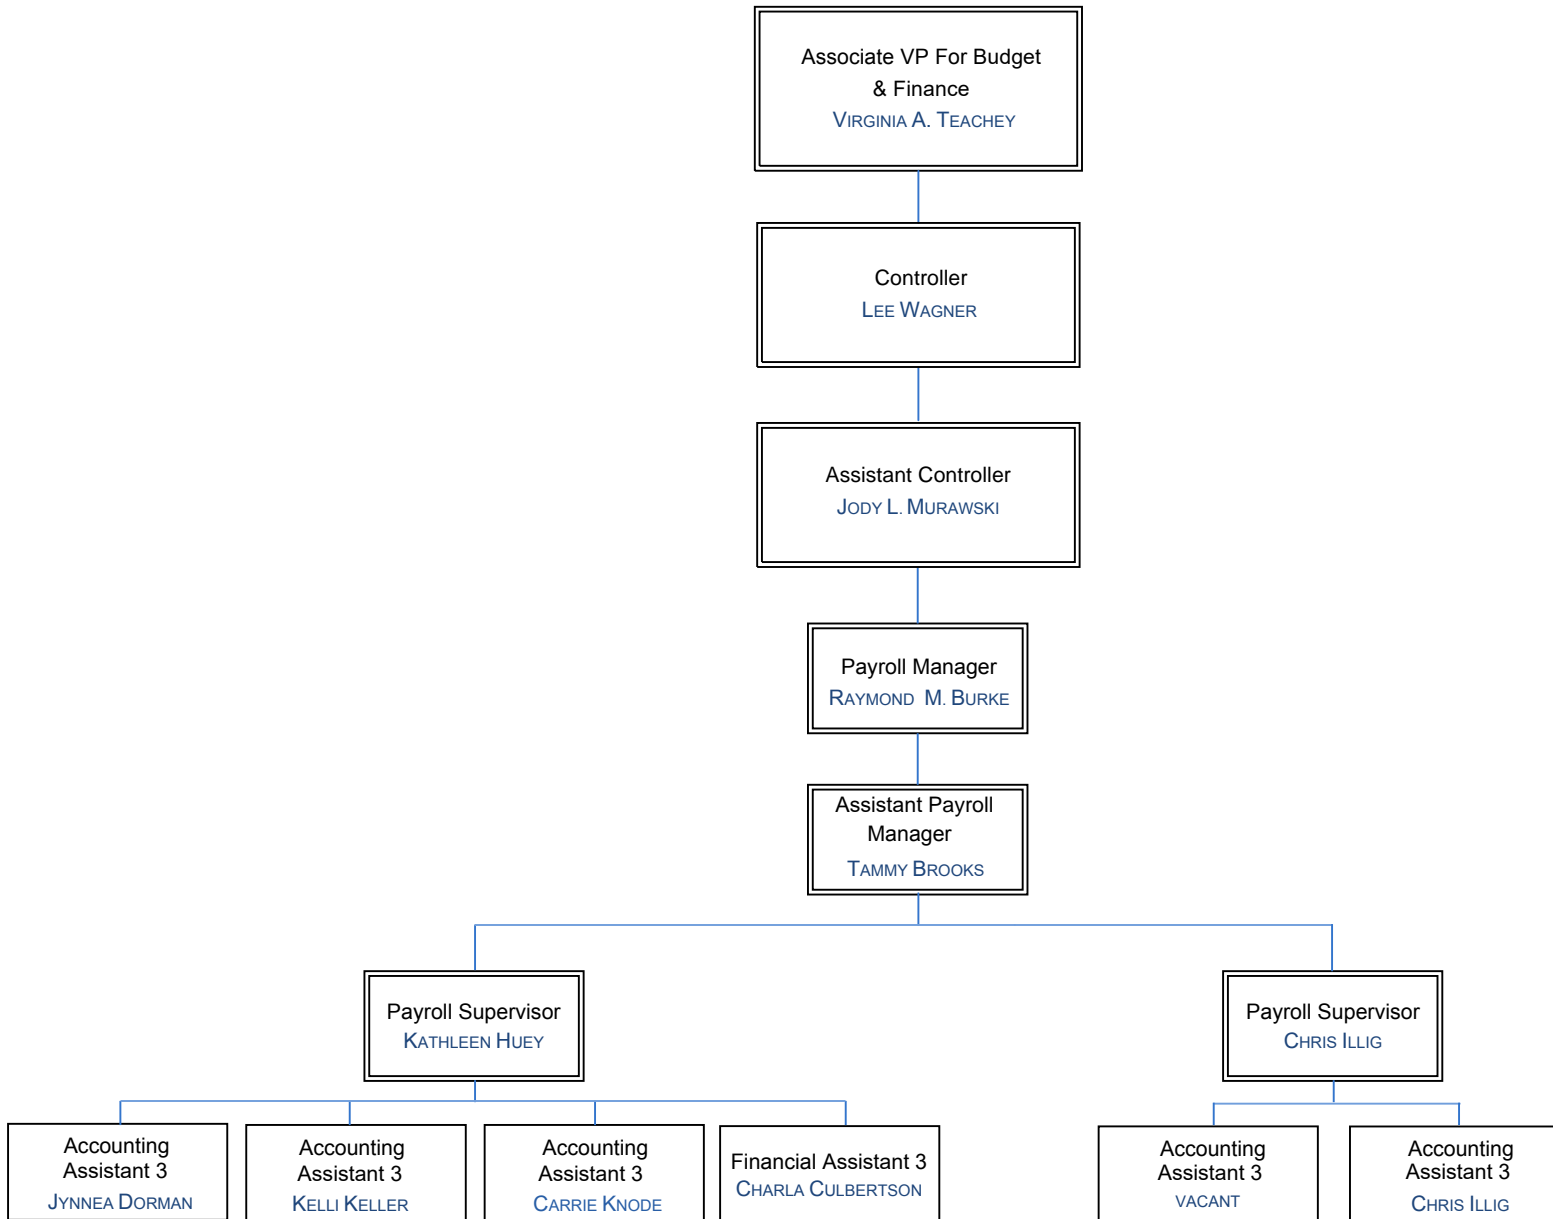 Associate VP For Budget
& Finance
VIRGINIA A. TEACHEY
Controller
LEE WAGNER
Assistant Controller
JODY L. MURAWSKI
Payroll Manager
RAYMOND M. BURKE
Assistant Payroll
Manager
TAMMY BROOKS
Payroll Supervisor
KATHLEEN HUEY
Payroll Supervisor
CHRIS ILLIG
Accounting
Assistant 3
JYNNEA DORMAN
Accounting
Assistant 3
KELLI KELLER
Accounting
Assistant 3
CARRIE KNODE
Financial Assistant 3
CHARLA CULBERTSON
Accounting
Assistant 3
VACANT
Accounting
Assistant 3
CHRIS ILLIG